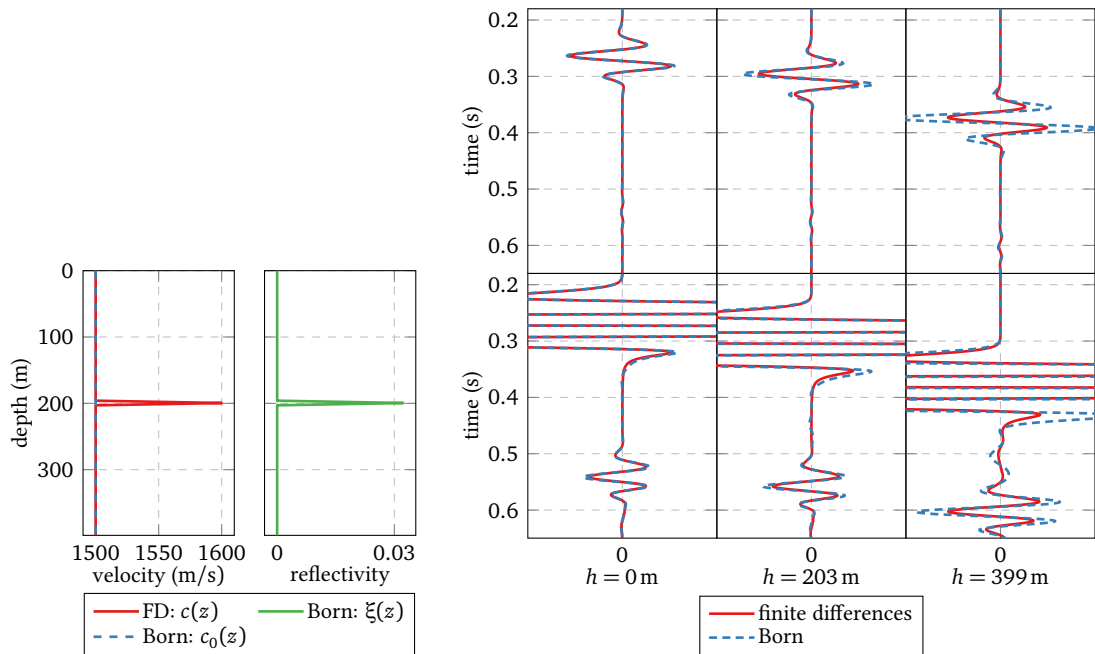 0
100
200
300
depth (m)
1500
1550
1600
velocity (m/s)
0
0.03
reflectivity
FD: c(z)
Born: ξ(z)
Born: c₀(z)
0.2
0.3
0.4
0.5
0.6
time (s)
0.2
0.3
0.4
0.5
0.6
time (s)
0
0
0
h = 0 m
h = 203 m
h = 399 m
finite differences
Born